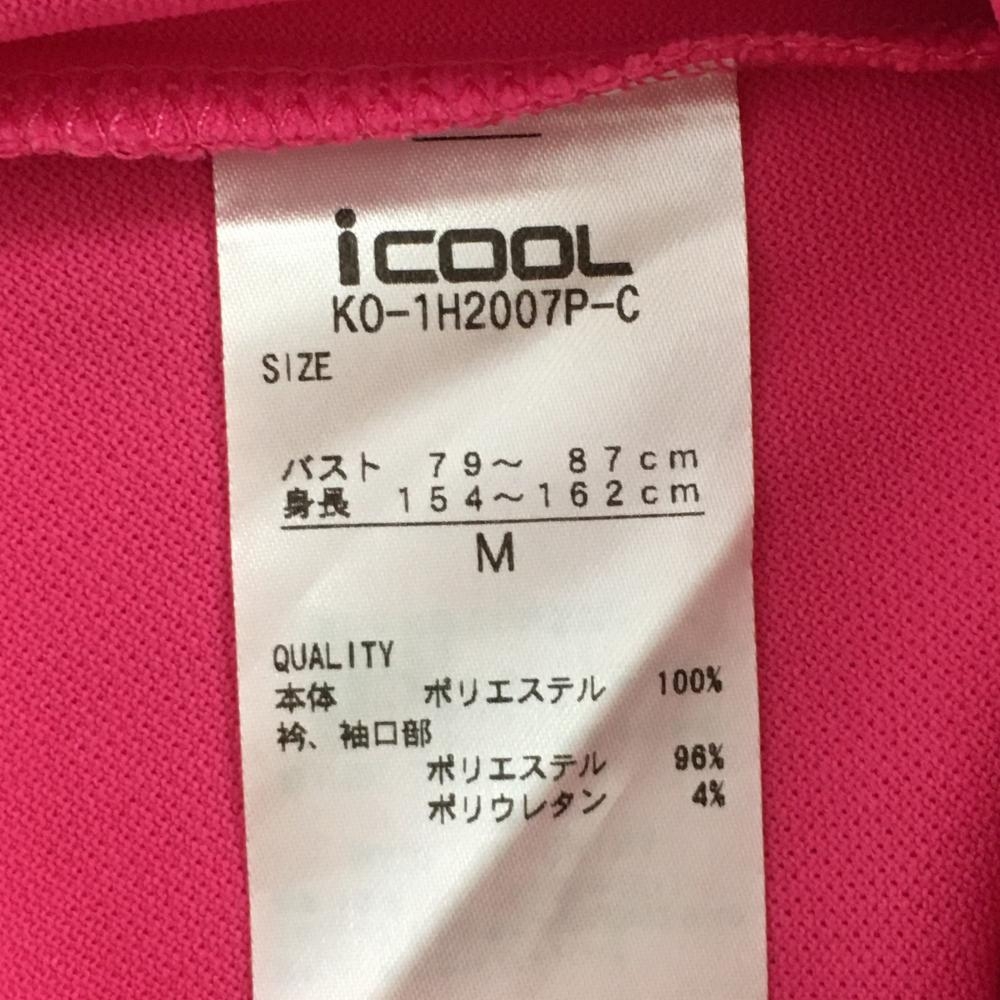 iCOOL
KO-1H2007P-C
SIZE
バスト 79～ 87cm
身長 154～162cm
M
QUALITY
本体 ポリエステル 100%
衿、袖口部
ポリエステル 96%
ポリウレタン 4%